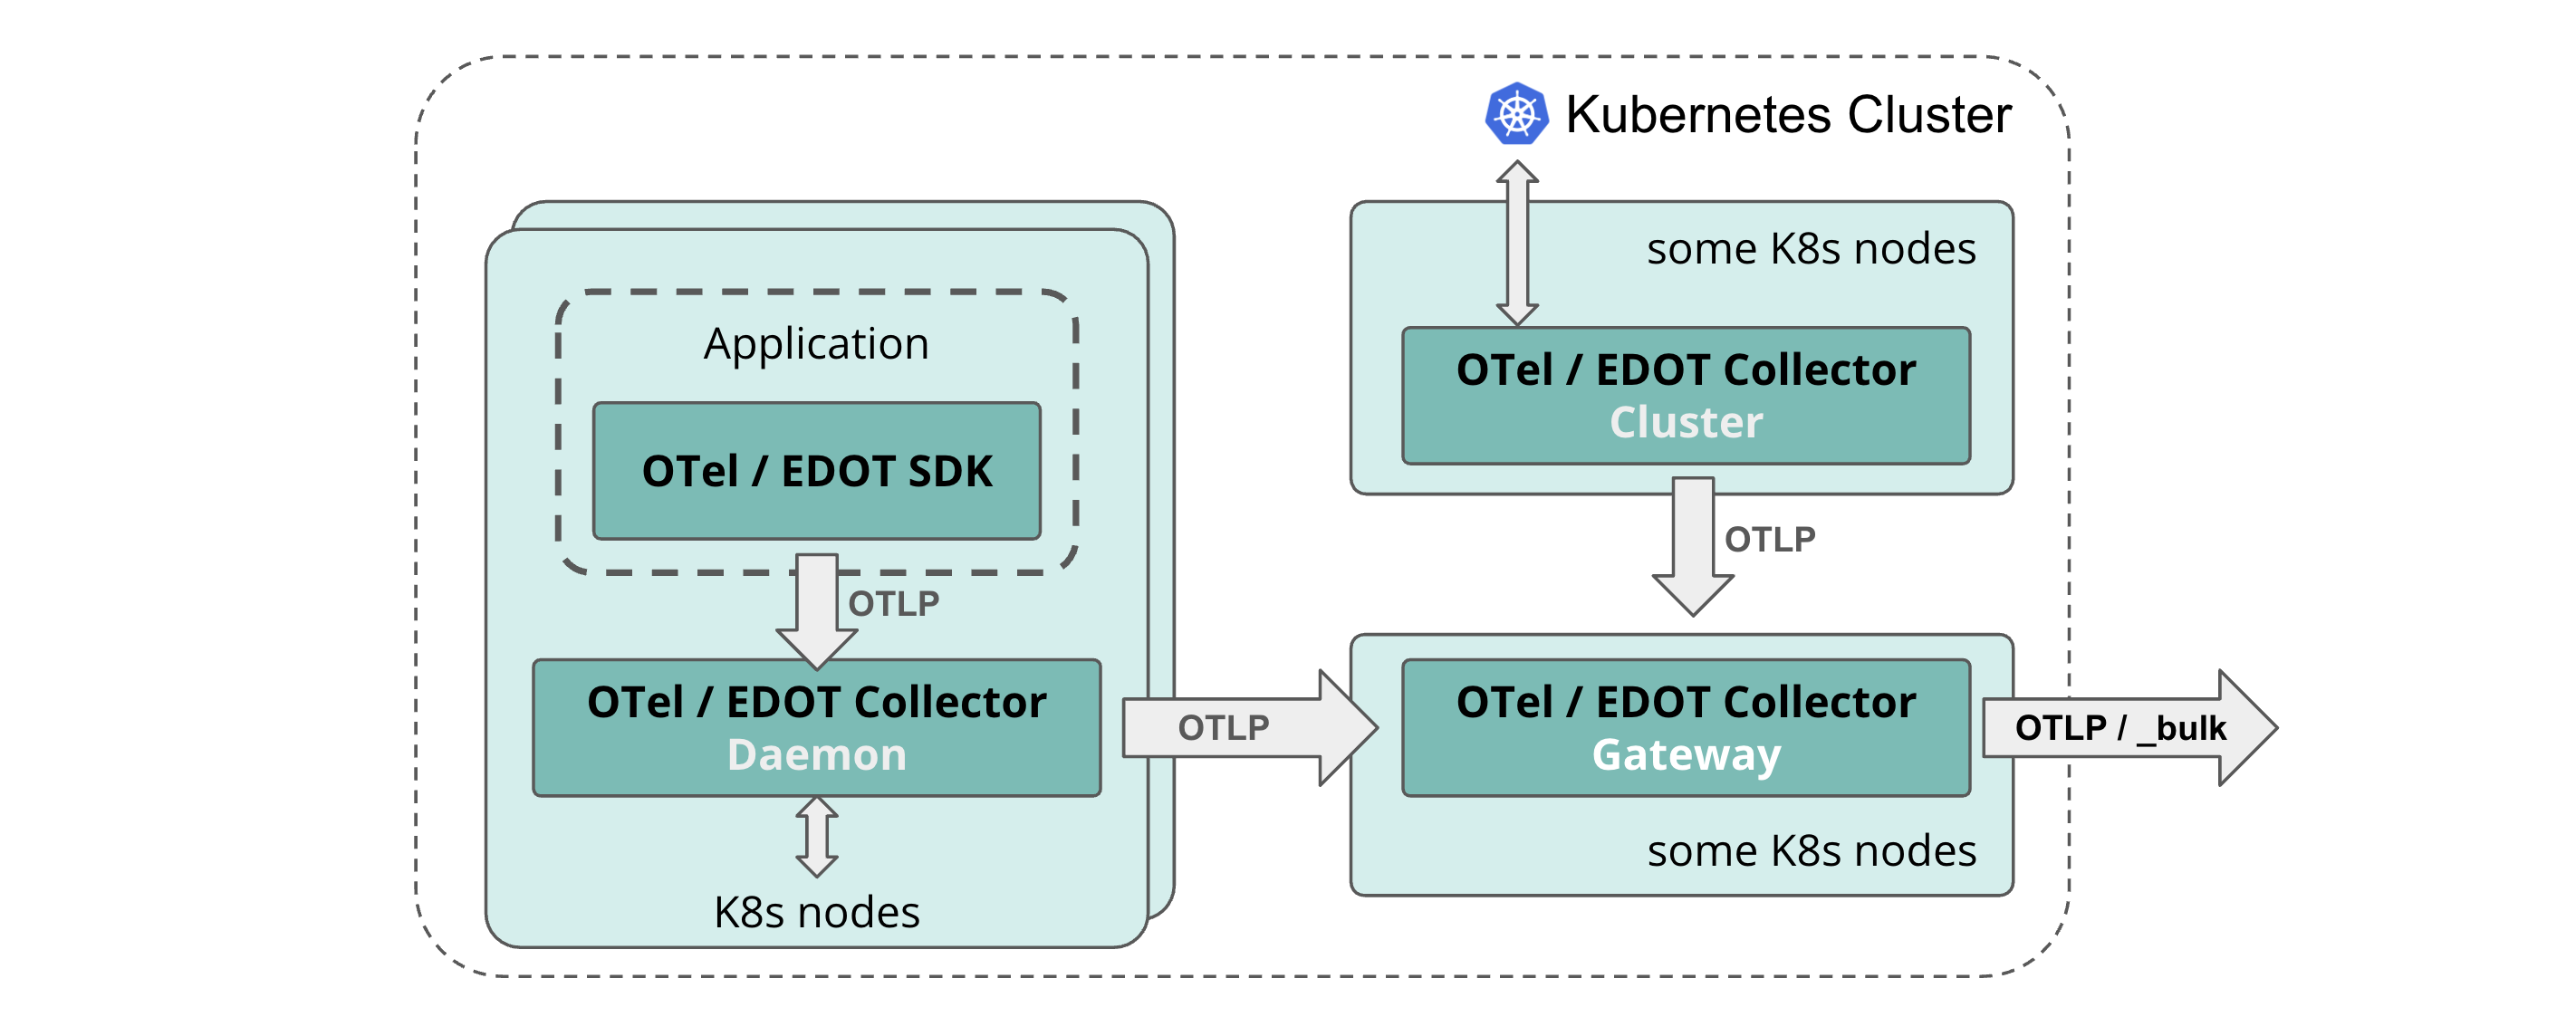 Kubernetes Cluster
some K8s nodes
OTel / EDOT Collector
Cluster
OTLP
Application
OTel / EDOT SDK
OTLP
OTel / EDOT Collector
Daemon
K8s nodes
OTLP
OTel / EDOT Collector
Gateway
some K8s nodes
OTLP / _bulk